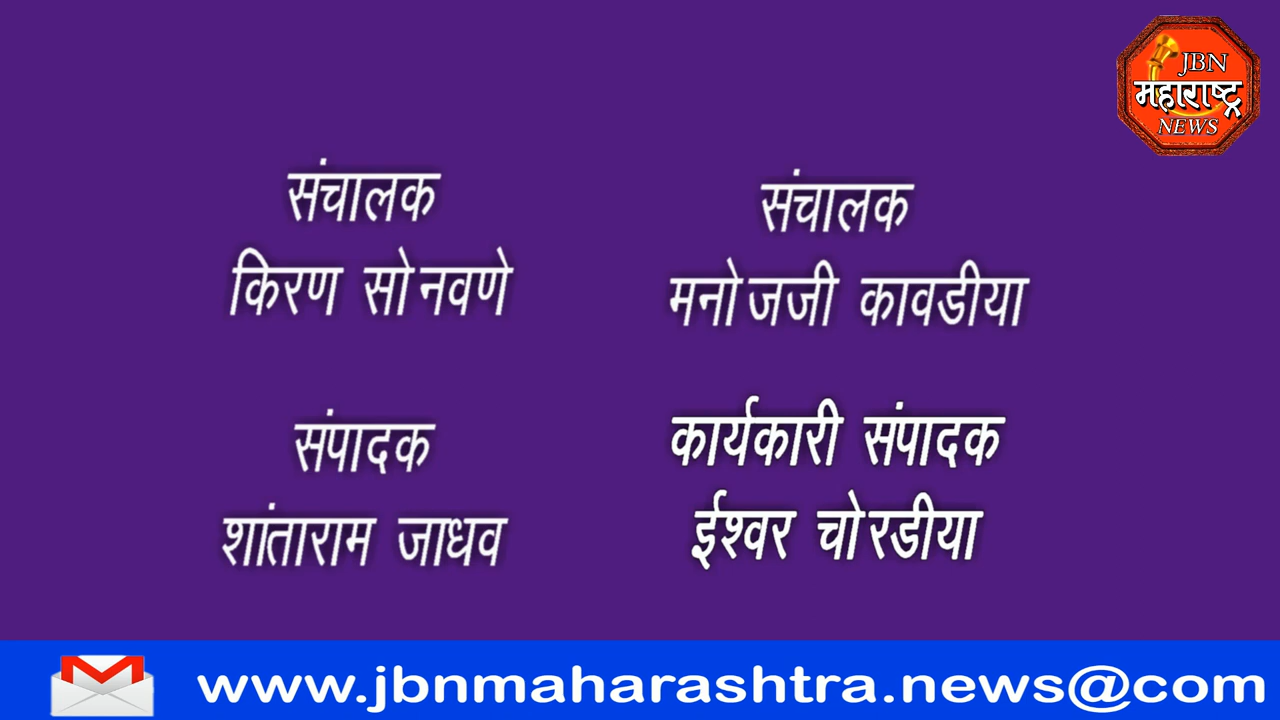 JBN
महाराष्ट्र
NEWS
संचालक
किरण सोनवणे
संचालक
मनोजजी कावडीया
संपादक
शांताराम जाधव
कार्यकारी संपादक
ईश्वर चोरडीया
www.jbnmaharashtra.news@com